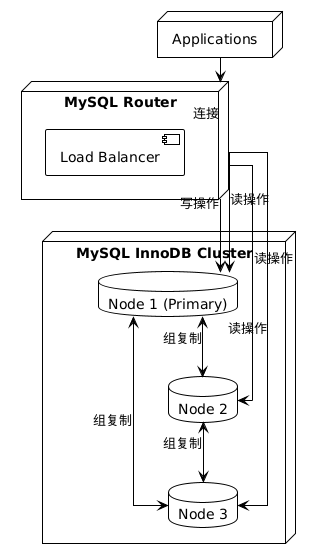 Applications
连接
MySQL Router
Load Balancer
写操作
读操作
MySQL InnoDB Cluster
读操作
Node 1 (Primary)
读操作
组复制
Node 2
组复制
组复制
Node 3